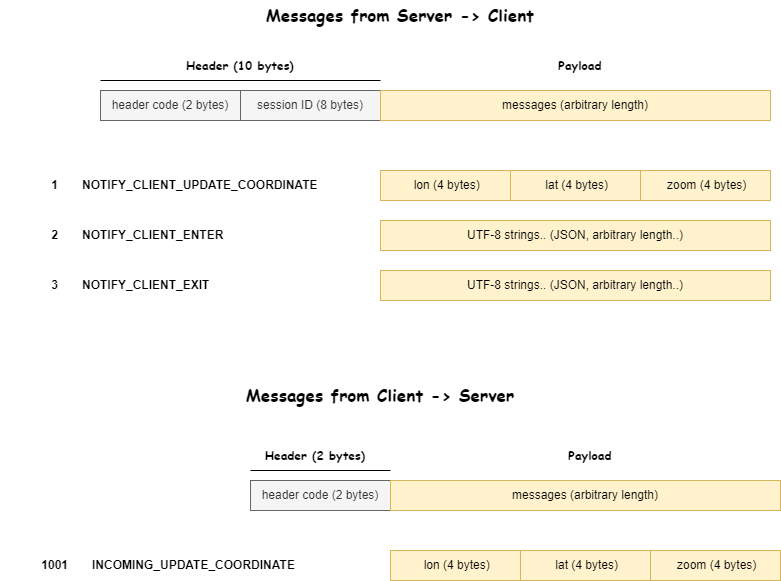 Messages from Server -> Client
Header (10 bytes) Payload
header code (2 bytes) session ID (8 bytes) messages (arbitrary length)
1 NOTIFY_CLIENT_UPDATE_COORDINATE lon (4 bytes) lat (4 bytes) zoom (4 bytes)
2 NOTIFY_CLIENT_ENTER UTF-8 strings.. (JSON, arbitrary length..)
3 NOTIFY_CLIENT_EXIT UTF-8 strings.. (JSON, arbitrary length..)
Messages from Client -> Server
Header (2 bytes) Payload
header code (2 bytes) messages (arbitrary length)
1001 INCOMING_UPDATE_COORDINATE lon (4 bytes) lat (4 bytes) zoom (4 bytes)